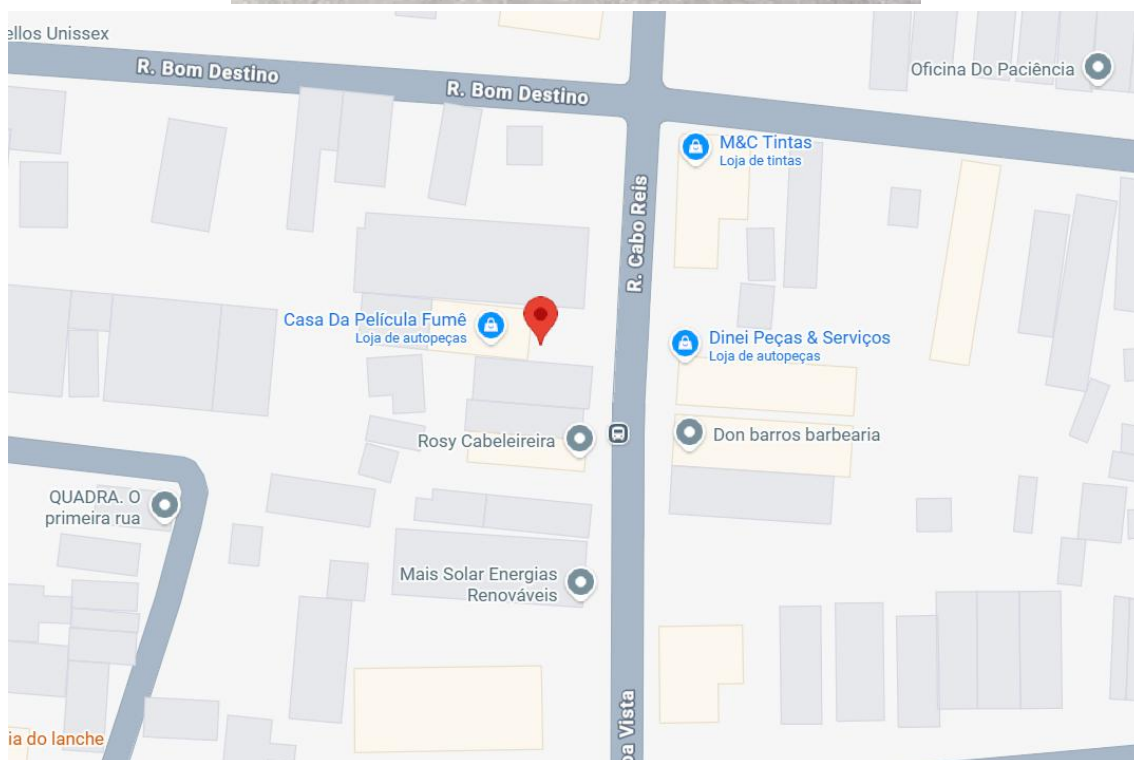 ellos Unissex
R. Bom Destino
R. Bom Destino
Oficina Do Paciência
M&C Tintas
Loja de tintas
R. Cabo Reis
Casa Da Película Fumê
Loja de autopeças
Dinei Peças & Serviços
Loja de autopeças
Rosy Cabeleireira
Don barros barbearia
QUADRA. O
primeira rua
Mais Solar Energias
Renováveis
oa Vista
ia do lanche